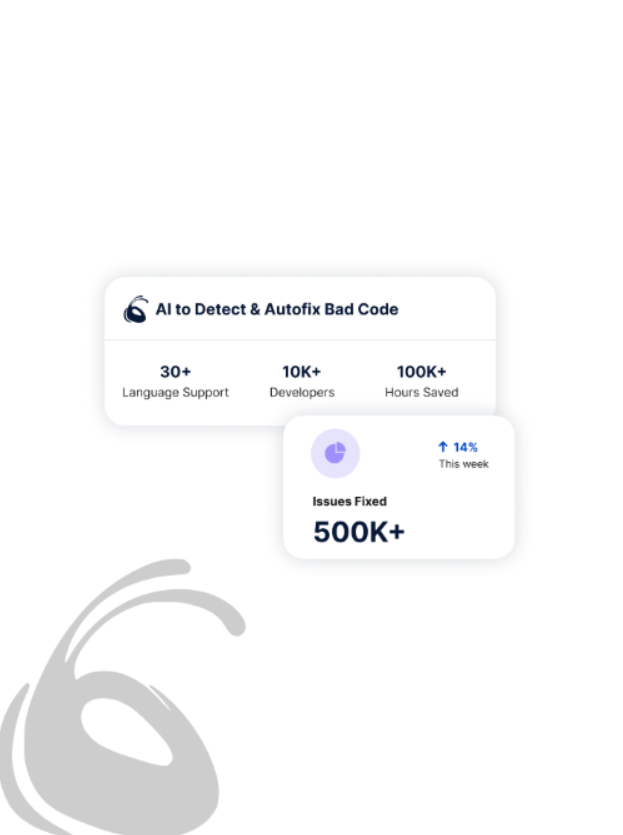 AI to Detect & Autofix Bad Code
30+ 10K+ 100K+
Language Support Developers Hours Saved
↑ 14%
This week
Issues Fixed
500K+